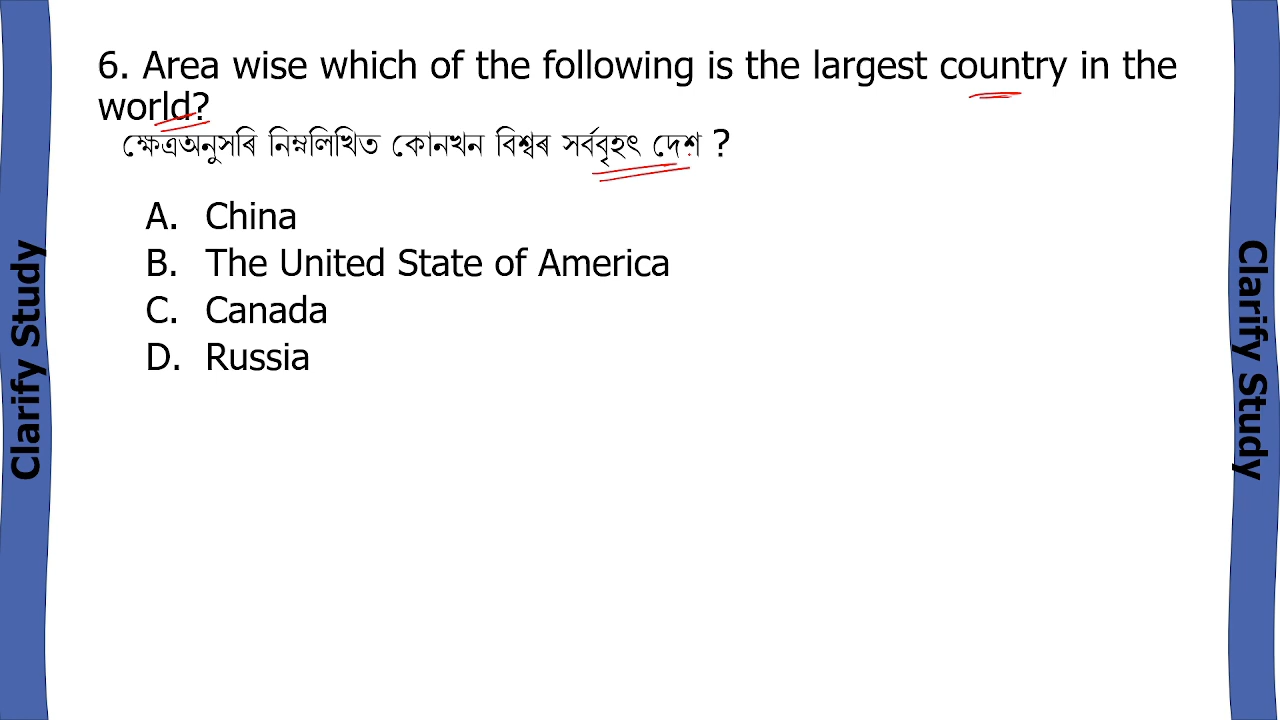 6. Area wise which of the following is the largest country in the
world?
ক্ষেত্ৰঅনুসৰি নিম্নলিখিত কোনখন বিশ্বৰ সৰ্ববৃহৎ দেশ ?
A. China
B. The United State of America
C. Canada
D. Russia
Clarify Study
Clarify Study